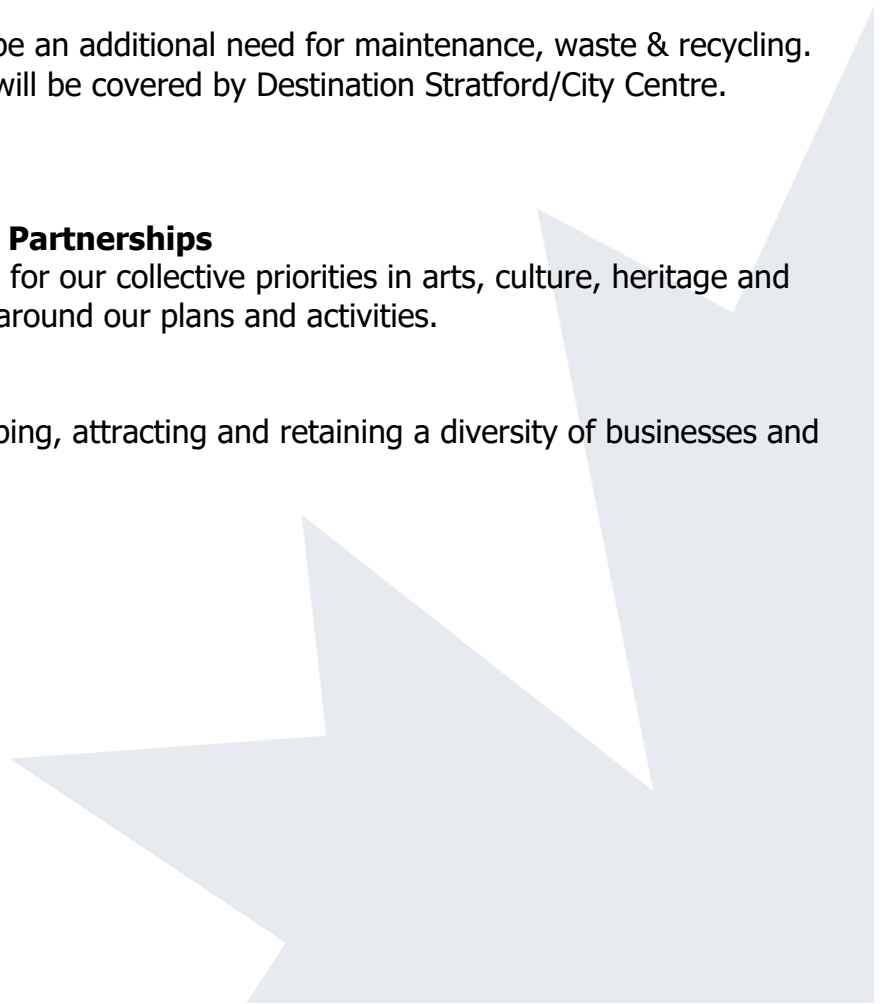 be an additional need for maintenance, waste & recycling.
will be covered by Destination Stratford/City Centre.
Partnerships
for our collective priorities in arts, culture, heritage and
around our plans and activities.
ping, attracting and retaining a diversity of businesses and